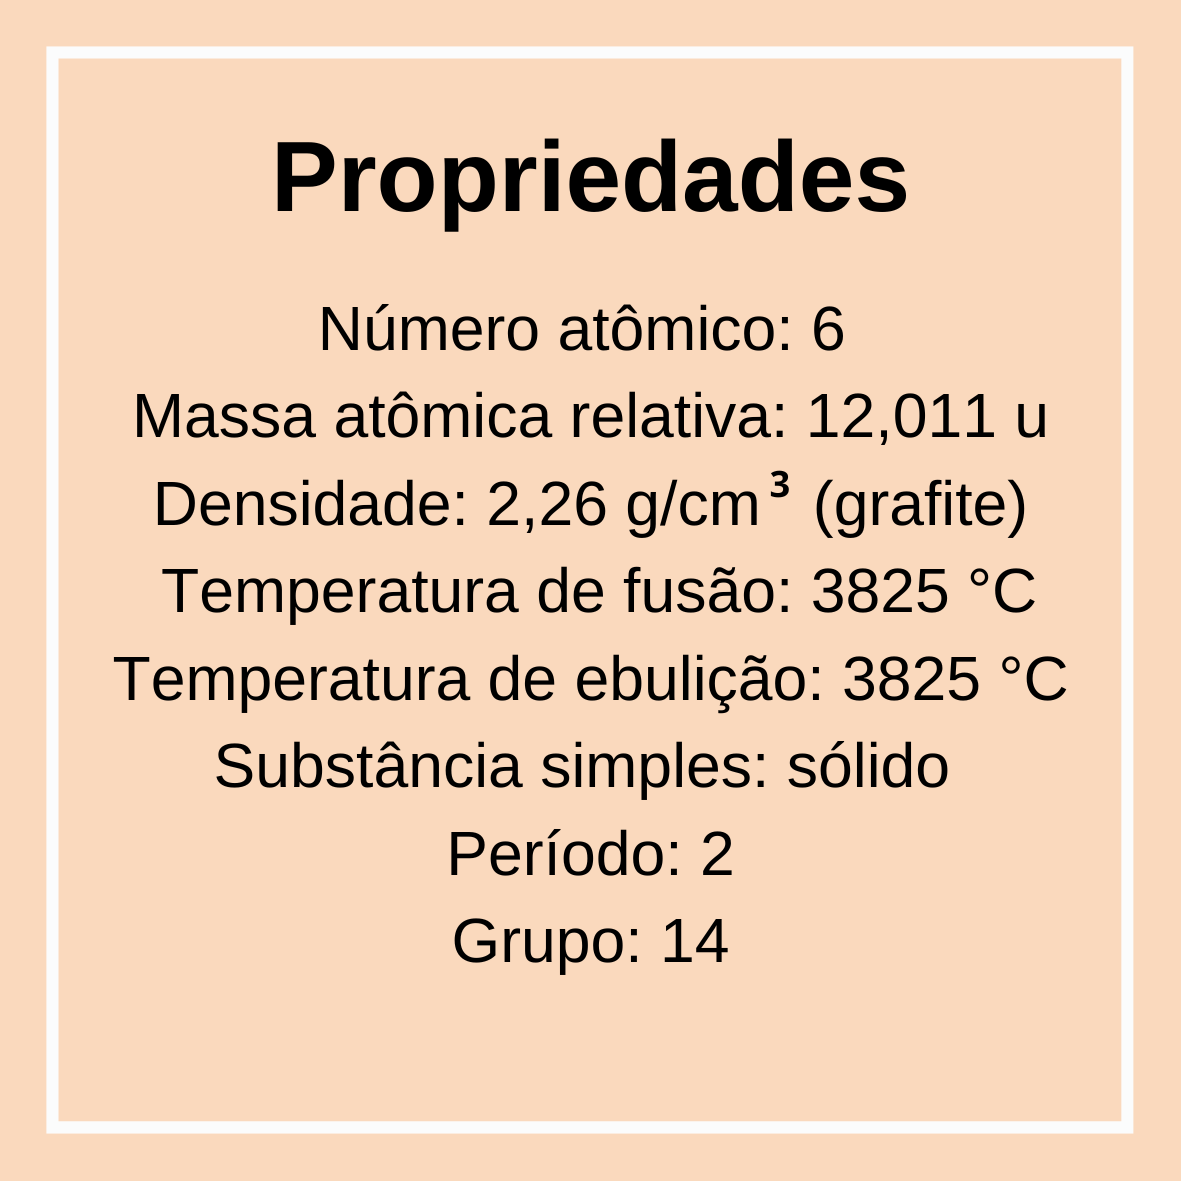 Propriedades
Número atômico: 6
Massa atômica relativa: 12,011 u
Densidade: 2,26 g/cm³ (grafite)
Temperatura de fusão: 3825 °C
Temperatura de ebulição: 3825 °C
Substância simples: sólido
Período: 2
Grupo: 14